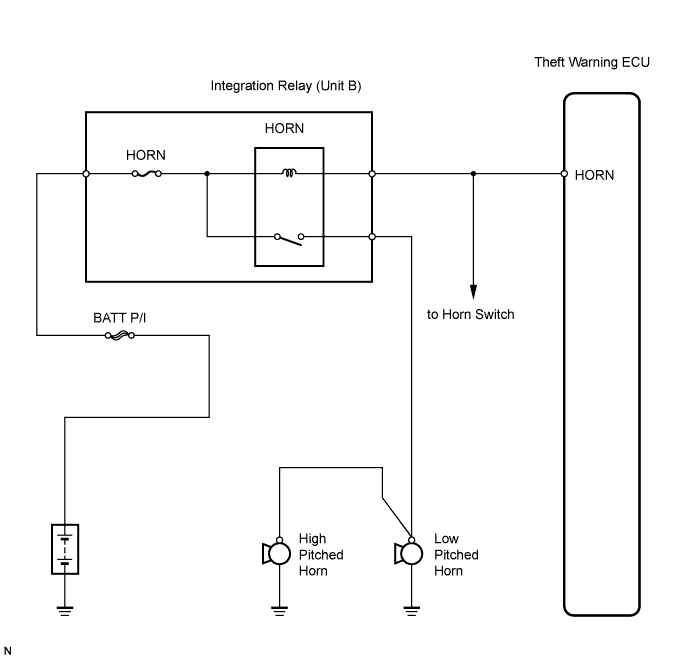 Theft Warning ECU
Integration Relay (Unit B)
HORN
HORN
HORN
BATT P/I
to Horn Switch
High
Pitched
Horn
Low
Pitched
Horn
N